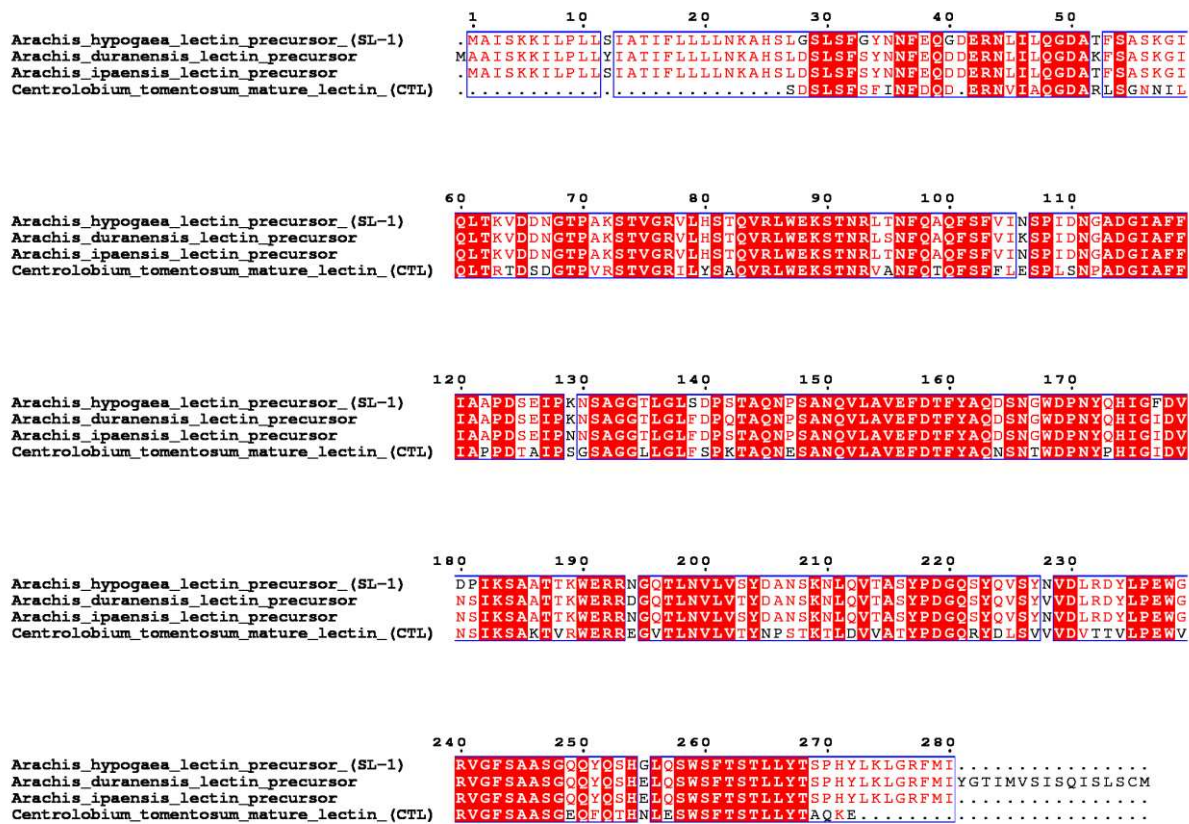 1 10 20 30 40 50
Arachis_hypogaea_lectin_precursor_(SL-1) .MAISKKILPLLSIATIFLLLLNKAHSLGSLSFGYNNFEQGDERNLILQGDATFSASKGI
Arachis_duranensis_lectin_precursor MAAISKKILPLLYIATIFLLLLNKAHSLDSLSFSYNNFEQDDERNLILQGDAKFSASKGI
Arachis_ipaensis_lectin_precursor .MAISKKILPLLSIATIFLLLLNKAHSLDSLSFSYNNFEQDDERNLILQGDATFSASKGI
Centrolobium_tomentosum_mature_lectin_(CTL) ...........................SDSLSFSFINFDQD.ERNVIAQGDARLSGNNIL
60 70 80 90 100 110
Arachis_hypogaea_lectin_precursor_(SL-1) QLTKVDDNGTPAKSTVGRVLHSTQVRLWEKSTNRLTNFQAQFSFVINSPIDNGADGIAFF
Arachis_duranensis_lectin_precursor QLTKVDDNGTPAKSTVGRVLHSTQVRLWEKSTNRLSNFQAQFSFVIKSPIDNGADGIAFF
Arachis_ipaensis_lectin_precursor QLTKVDDNGTPAKSTVGRVLHSTQVRLWEKSTNRLTNFQAQFSFVINSPIDNGADGIAFF
Centrolobium_tomentosum_mature_lectin_(CTL) QLTRTDSDGTPVRSTVGRILYSAQVRLWEKSTNRVANFQTQFSFFLESPLSNPADGIAFF
120 130 140 150 160 170
Arachis_hypogaea_lectin_precursor_(SL-1) IAAPDSEIPKNSAGGTLGLSDPSTAQNPSANQVLAVEFDTFYAQDSNGWDPNYQHIGFDV
Arachis_duranensis_lectin_precursor IAAPDSEIPKNSAGGTLGLFDPQTAQNPSANQVLAVEFDTFYAQDSNGWDPNYQHIGIDV
Arachis_ipaensis_lectin_precursor IAAPDSEIPNNSAGGTLGLFDPSTAQNPSANQVLAVEFDTFYAQDSNGWDPNYQHIGIDV
Centrolobium_tomentosum_mature_lectin_(CTL) IAPPDTAIPSGSAGGLLGLFSPKTAQNESANQVLAVEFDTFYAQNSNTWDPNYPHIGIDV
180 190 200 210 220 230
Arachis_hypogaea_lectin_precursor_(SL-1) DPIKSAATTKWERRNGQTLNVLVSYDANSKNLQVTASYPDGQSYQVSYNVDLRDYLPEWG
Arachis_duranensis_lectin_precursor NSIKSAATTKWERRDGQTLNVLVTYDANSKNLQVTASYPDGQSYQVSYVVDLRDYLPEWG
Arachis_ipaensis_lectin_precursor NSIKSAATTKWERRNGQTLNVLVSYDANSKNLQVTASYPDGQSYQVSYNVDLRDYLPEWG
Centrolobium_tomentosum_mature_lectin_(CTL) NSIKSAKTVRWERREGVTLNVLVTYNPSTKTLDVVATYPDGQRYDLSVVVDVTTVLPEWV
240 250 260 270 280
Arachis_hypogaea_lectin_precursor_(SL-1) RVGFSAASGQQYQSHGLQSWSFTSTLLYTSPHYLKLGRFMI................
Arachis_duranensis_lectin_precursor RVGFSAASGQQYQSHELQSWSFTSTLLYTSPHYLKLGRFMIYGTIMVSISQISLSCM
Arachis_ipaensis_lectin_precursor RVGFSAASGQQYQSHELQSWSFTSTLLYTSPHYLKLGRFMI................
Centrolobium_tomentosum_mature_lectin_(CTL) RVGFSAASGEQFQTHNLESWSFTSTLLYTAQKE........................